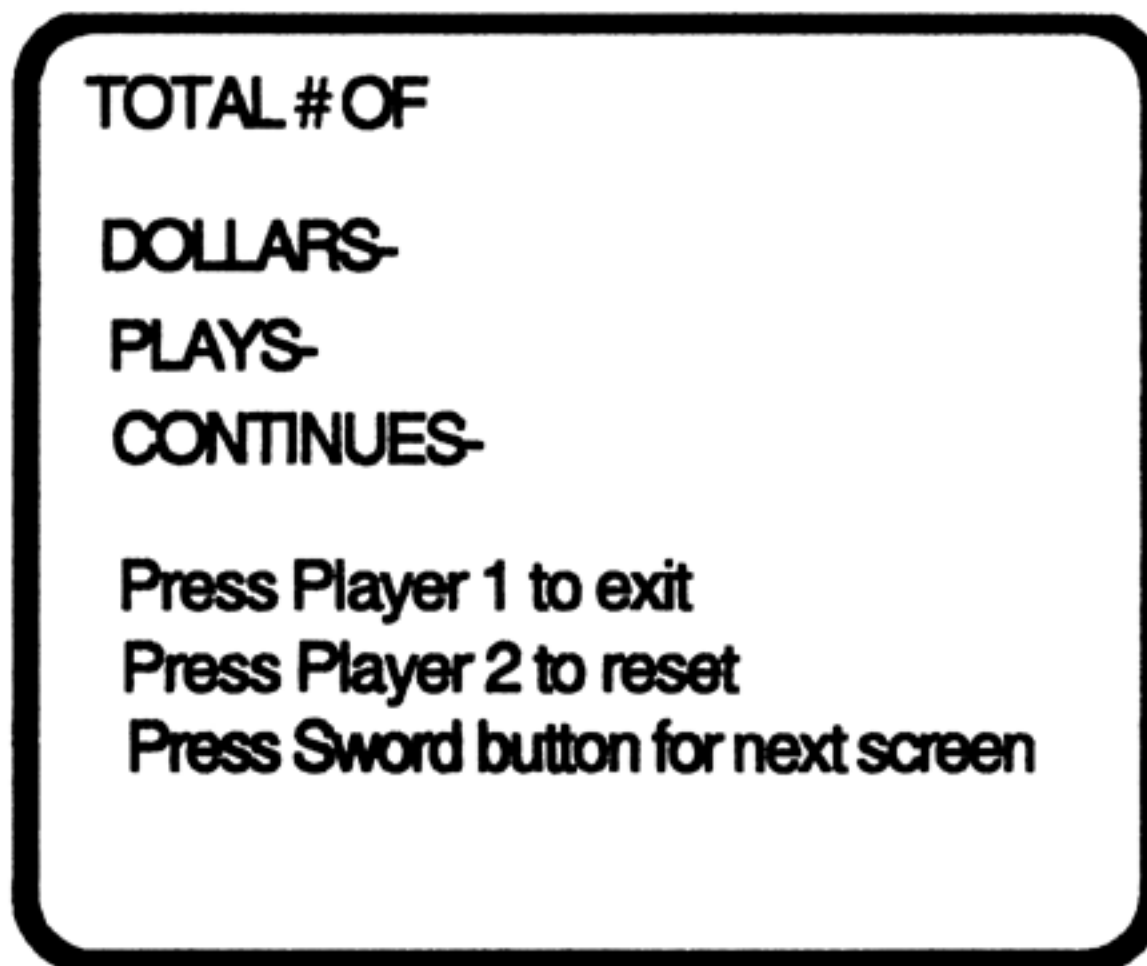 TOTAL # OF
DOLLARS-
PLAYS-
CONTINUES-
Press Player 1 to exit
Press Player 2 to reset
Press Sword button for next screen